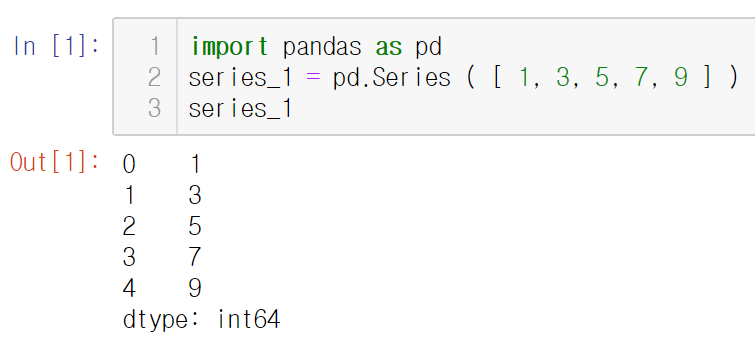 In [1]: 1 import pandas as pd
2 series_1 = pd.Series ( [ 1, 3, 5, 7, 9 ] )
3 series_1
Out[1]: 0 1
1 3
2 5
3 7
4 9
dtype: int64